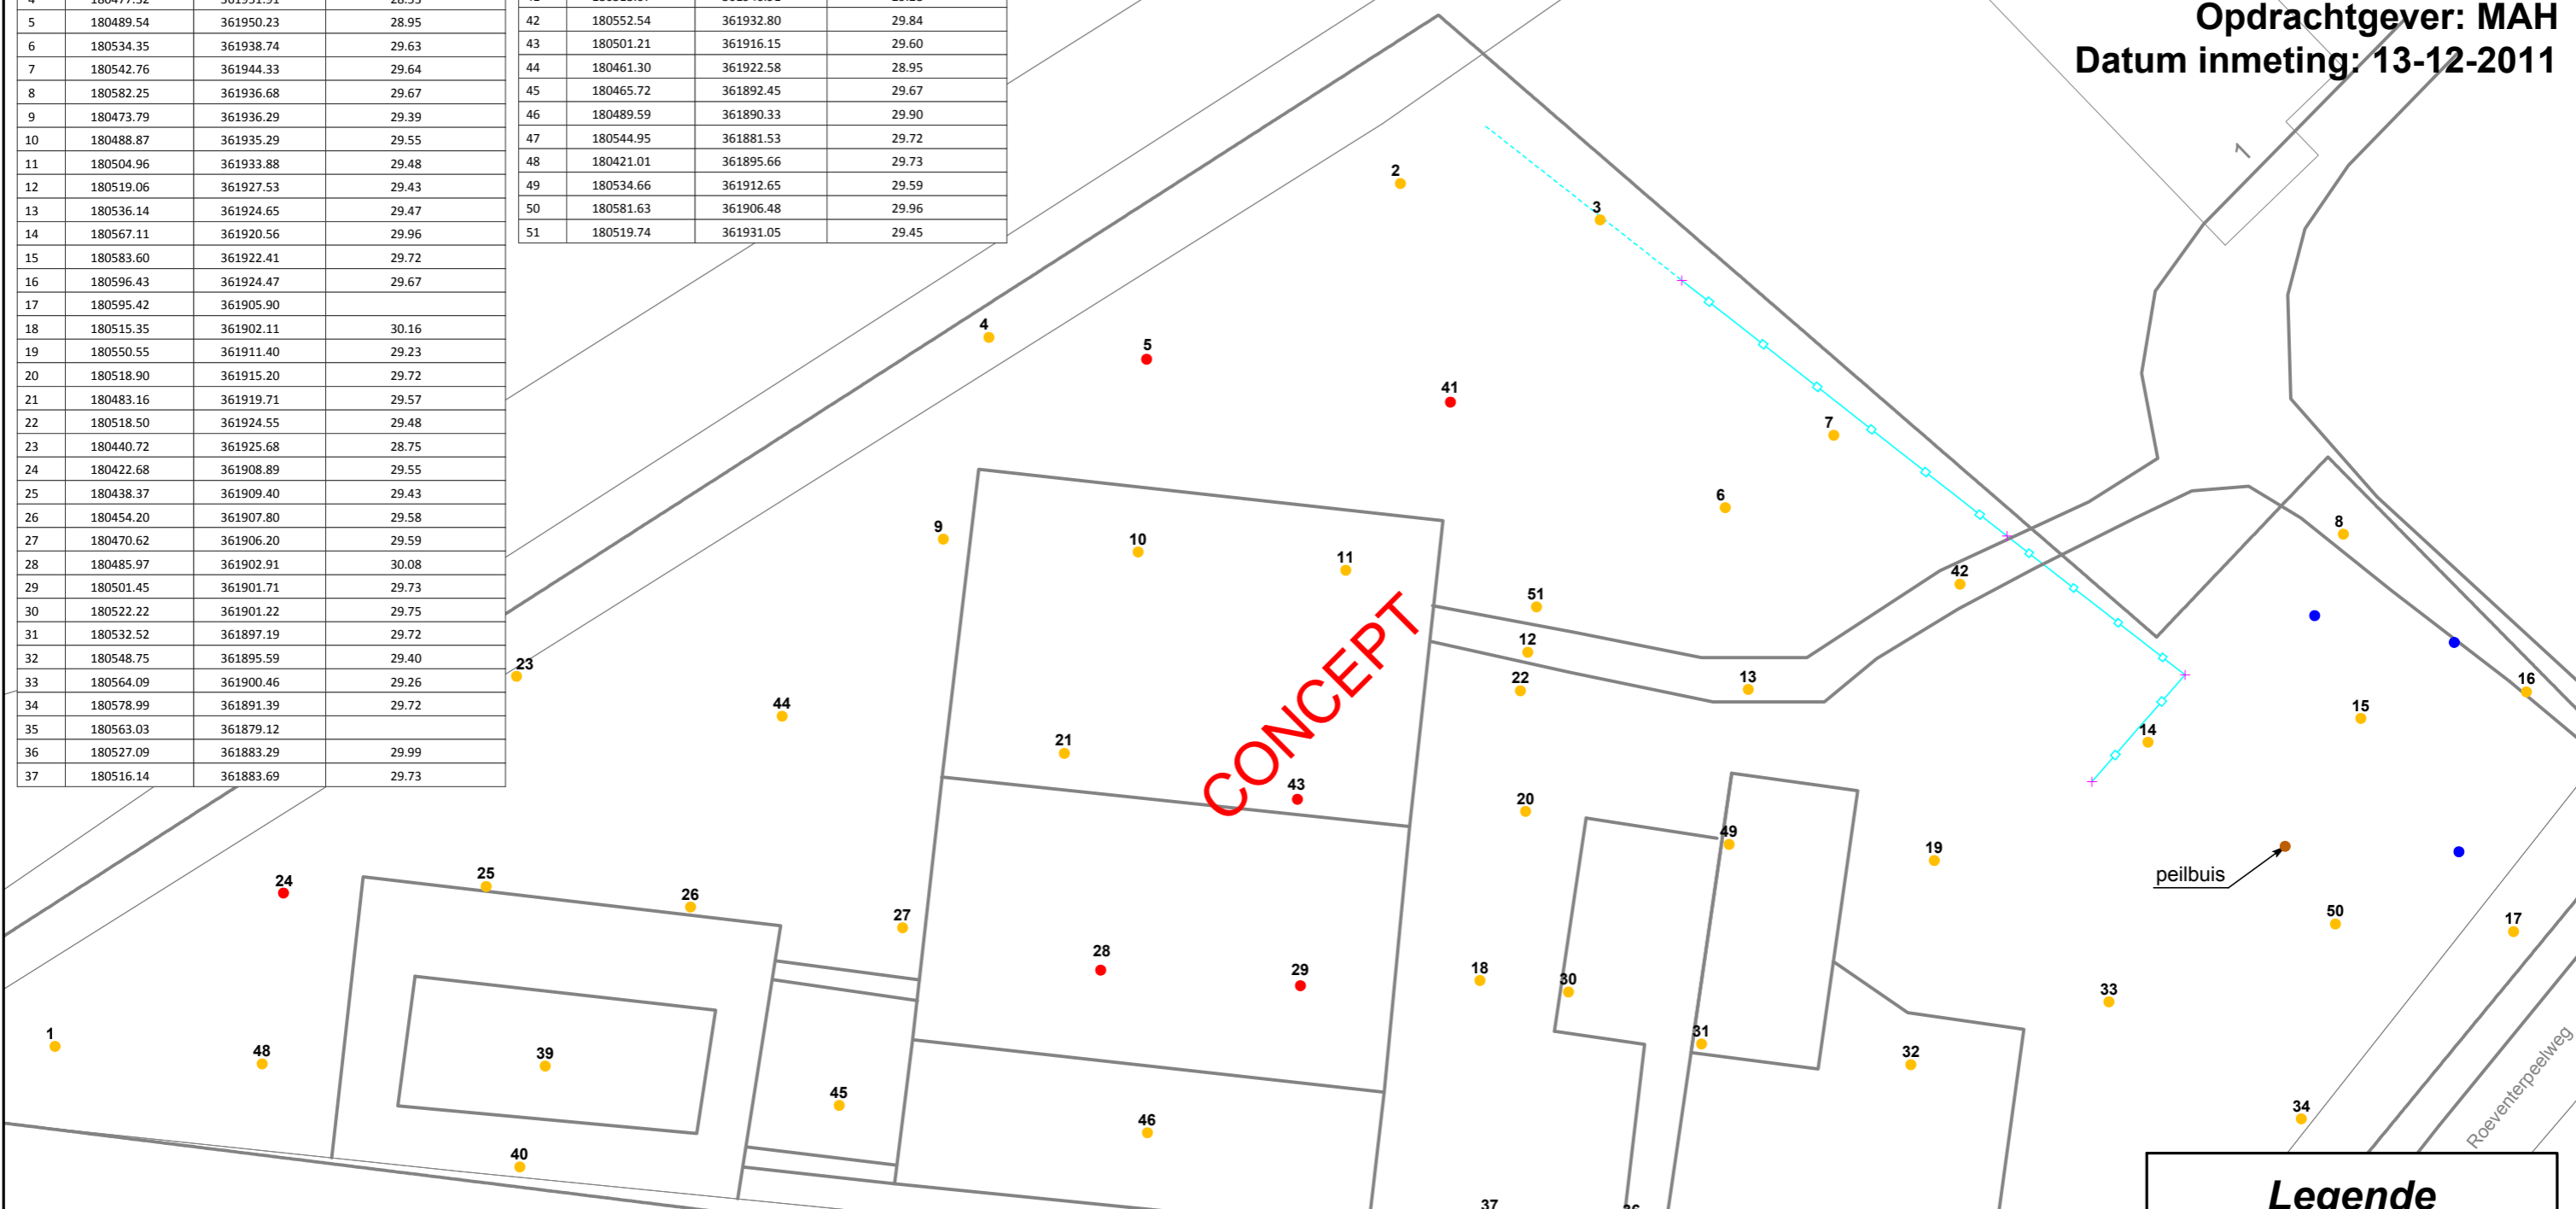 Opdrachtgever: MAH
Datum inmeting: 13-12-2011
4 180477.52 361951.91 28.55
5 180489.54 361950.23 28.95
6 180534.35 361938.74 29.63
7 180542.76 361944.33 29.64
8 180582.25 361936.68 29.67
9 180473.79 361936.29 29.39
10 180488.87 361935.29 29.55
11 180504.96 361933.88 29.48
12 180519.06 361927.53 29.43
13 180536.14 361924.65 29.47
14 180567.11 361920.56 29.96
15 180583.60 361922.41 29.72
16 180596.43 361924.47 29.67
17 180595.42 361905.90
18 180515.35 361902.11 30.16
19 180550.55 361911.40 29.23
20 180518.90 361915.20 29.72
21 180483.16 361919.71 29.57
22 180518.50 361924.55 29.48
23 180440.72 361925.68 28.75
24 180422.68 361908.89 29.55
25 180438.37 361909.40 29.43
26 180454.20 361907.80 29.58
27 180470.62 361906.20 29.59
28 180485.97 361902.91 30.08
29 180501.45 361901.71 29.73
30 180522.22 361901.22 29.75
31 180532.52 361897.19 29.72
32 180548.75 361895.59 29.40
33 180564.09 361900.46 29.26
34 180578.99 361891.39 29.72
35 180563.03 361879.12
36 180527.09 361883.29 29.99
37 180516.14 361883.69 29.73
42 180552.54 361932.80 29.84
43 180501.21 361916.15 29.60
44 180461.30 361922.58 28.95
45 180465.72 361892.45 29.67
46 180489.59 361890.33 29.90
47 180544.95 361881.53 29.72
48 180421.01 361895.66 29.73
49 180534.66 361912.65 29.59
50 180581.63 361906.48 29.96
51 180519.74 361931.05 29.45
1
2
3
4
5
41
7
6
9
10
11
8
42
51
12
22
13
23
44
21
43
CONCEPT
16
15
14
20
49
19
peilbuis
24
25
26
27
50
17
28
29
18
30
33
1
48
39
31
32
45
46
34
40
37
36
Roeventerpeelweg
Legende